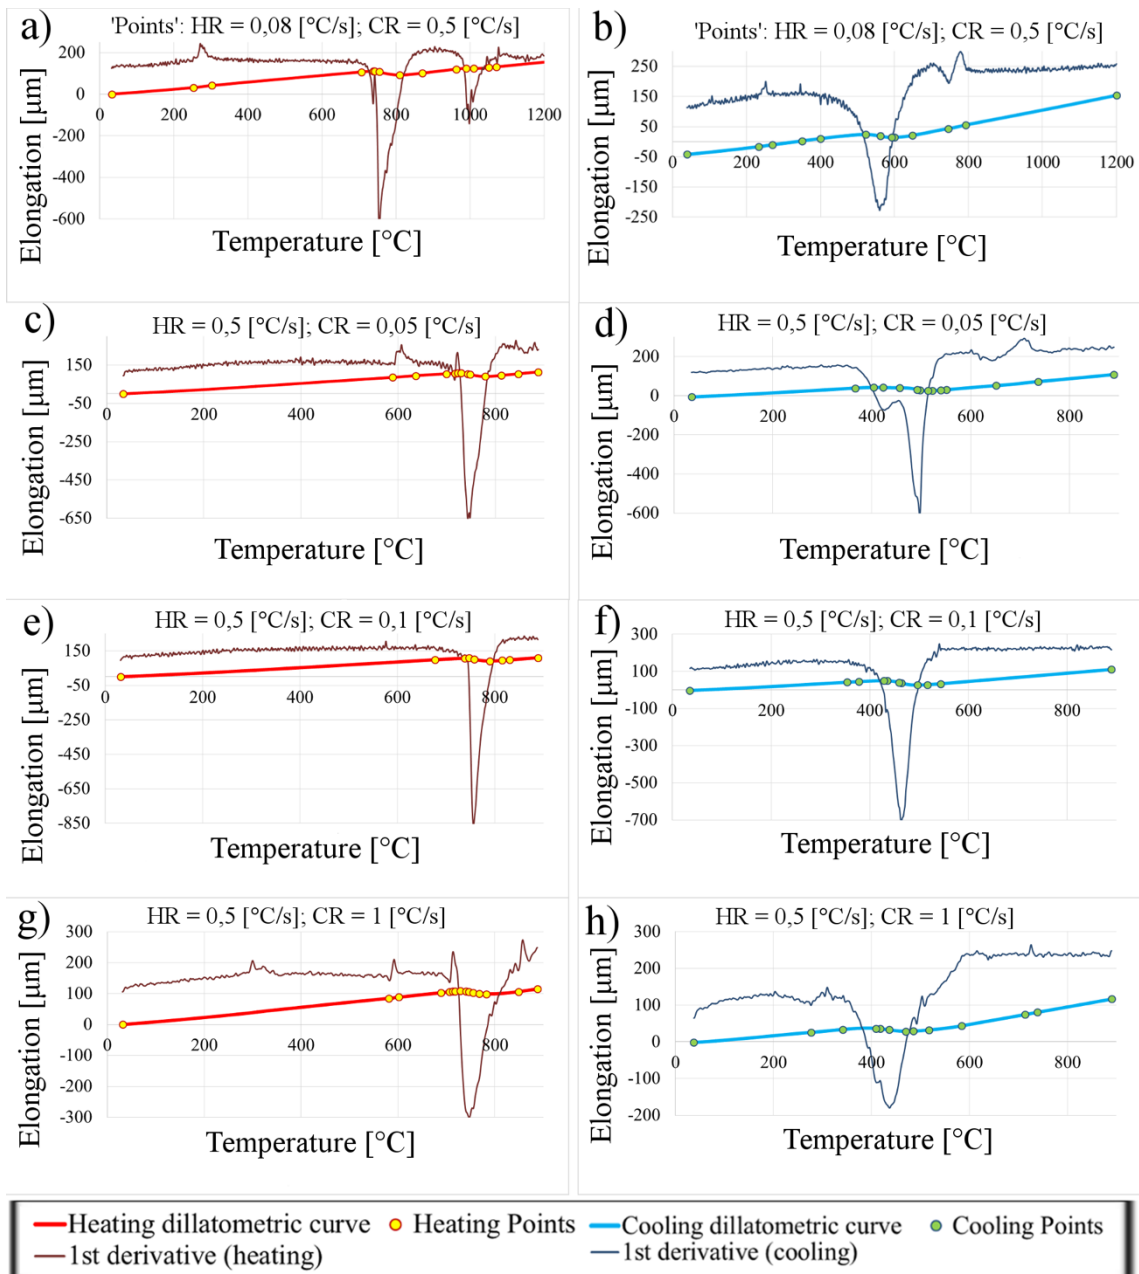 a)
'Points': HR = 0,08 [°C/s]; CR = 0.5 [°C/s]
Elongation [µm]
200
0
-200
-400
-600
0
200
400
600
800
1000
1200
Temperature [°C]
b)
'Points': HR = 0,08 [°C/s]; CR = 0.5 [°C/s]
Elongation [µm]
250
150
50
-50
-150
-250
0
200
400
600
800
1000
1200
Temperature [°C]
c)
HR = 0,5 [°C/s]; CR = 0,05 [°C/s]
Elongation [µm]
150
-50
-250
-450
-650
0
200
400
600
800
Temperature [°C]
d)
HR = 0,5 [°C/s]; CR = 0,05 [°C/s]
Elongation [µm]
200
0
-200
-400
-600
0
200
400
600
800
Temperature [°C]
e)
HR = 0,5 [°C/s]; CR = 0,1 [°C/s]
Elongation [µm]
150
-50
-250
-450
-650
-850
0
200
400
600
800
Temperature [°C]
f)
HR = 0,5 [°C/s]; CR = 0,1 [°C/s]
Elongation [µm]
300
100
-100
-300
-500
-700
0
200
400
600
800
Temperature [°C]
g)
HR = 0,5 [°C/s]; CR = 1 [°C/s]
Elongation [µm]
300
200
100
0
-100
-200
-300
0
200
400
600
800
Temperature [°C]
h)
HR = 0,5 [°C/s]; CR = 1 [°C/s]
Elongation [µm]
300
200
100
0
-100
-200
0
200
400
600
800
Temperature [°C]
Heating dillatometric curve
Heating Points
Cooling dillatometric curve
Cooling Points
1st derivative (heating)
1st derivative (cooling)